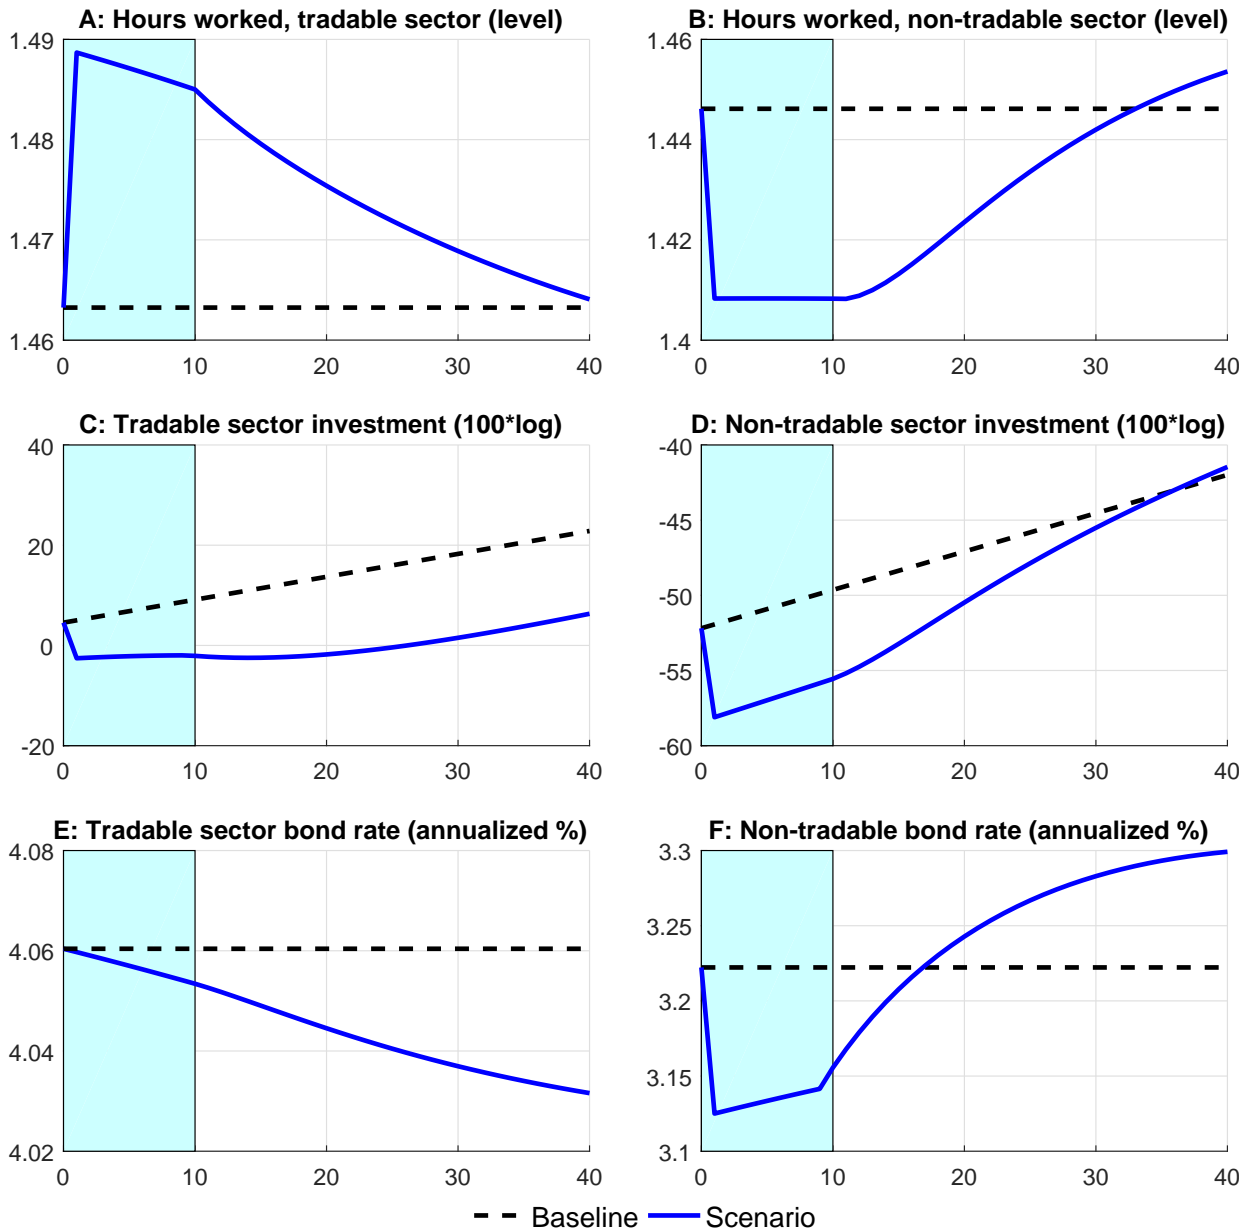 A: Hours worked, tradable sector (level)
1.49
1.48
1.47
1.46
0 10 20 30 40
B: Hours worked, non-tradable sector (level)
1.46
1.44
1.42
1.4
0 10 20 30 40
C: Tradable sector investment (100*log)
40
20
0
-20
0 10 20 30 40
D: Non-tradable sector investment (100*log)
-40
-45
-50
-55
-60
0 10 20 30 40
E: Tradable sector bond rate (annualized %)
4.08
4.06
4.04
4.02
0 10 20 30 40
F: Non-tradable bond rate (annualized %)
3.3
3.25
3.2
3.15
3.1
0 10 20 30 40
Baseline Scenario